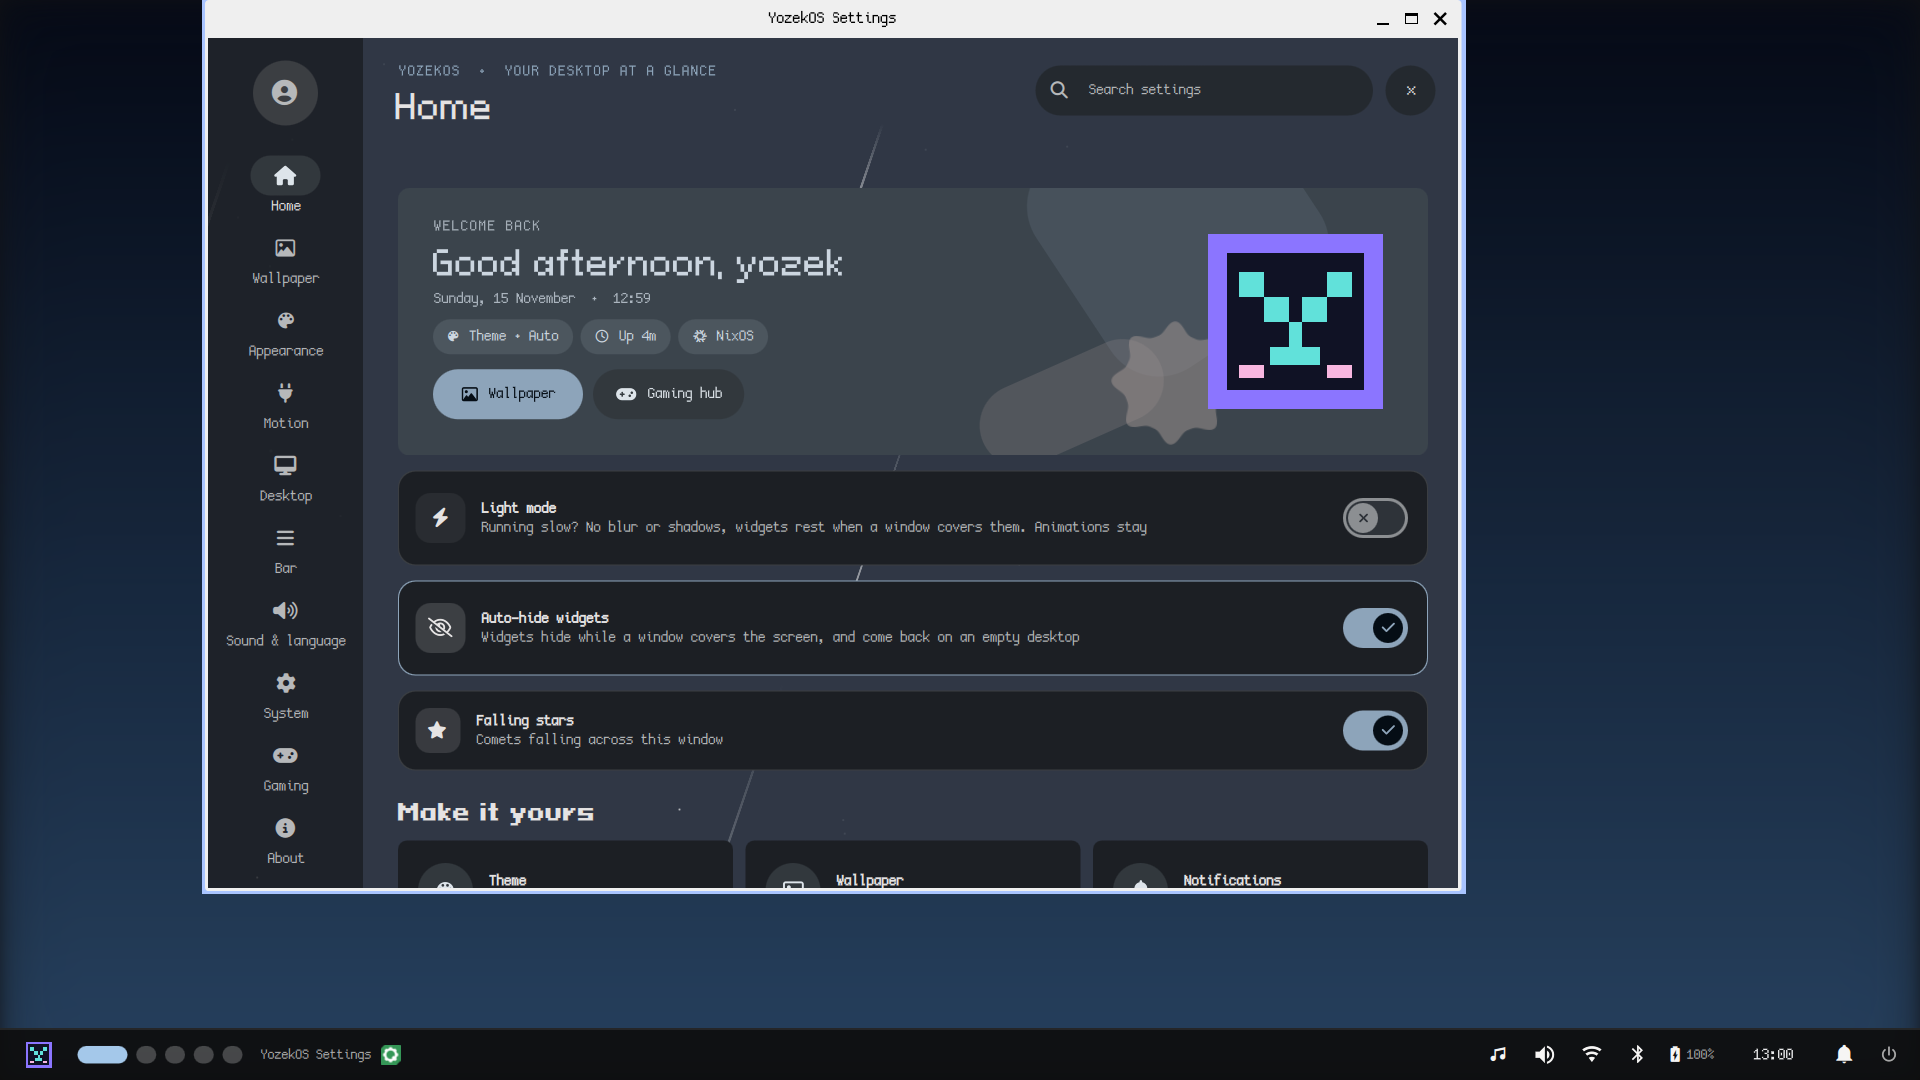 YozekOS Settings
YOZEKOS • YOUR DESKTOP AT A GLANCE
Home
Search settings
Home
Wallpaper
Appearance
Motion
Desktop
Bar
Sound & language
System
Gaming
About
WELCOME BACK
Good afternoon, yozek
Sunday, 15 November • 12:59
Theme • Auto
Up 4m
NixOS
Wallpaper
Gaming hub
Light mode
Running slow? No blur or shadows, widgets rest when a window covers them. Animations stay
Auto-hide widgets
Widgets hide while a window covers the screen, and come back on an empty desktop
Falling stars
Comets falling across this window
Make it yours
Theme
Wallpaper
Notifications
YozekOS Settings
100%
13:00